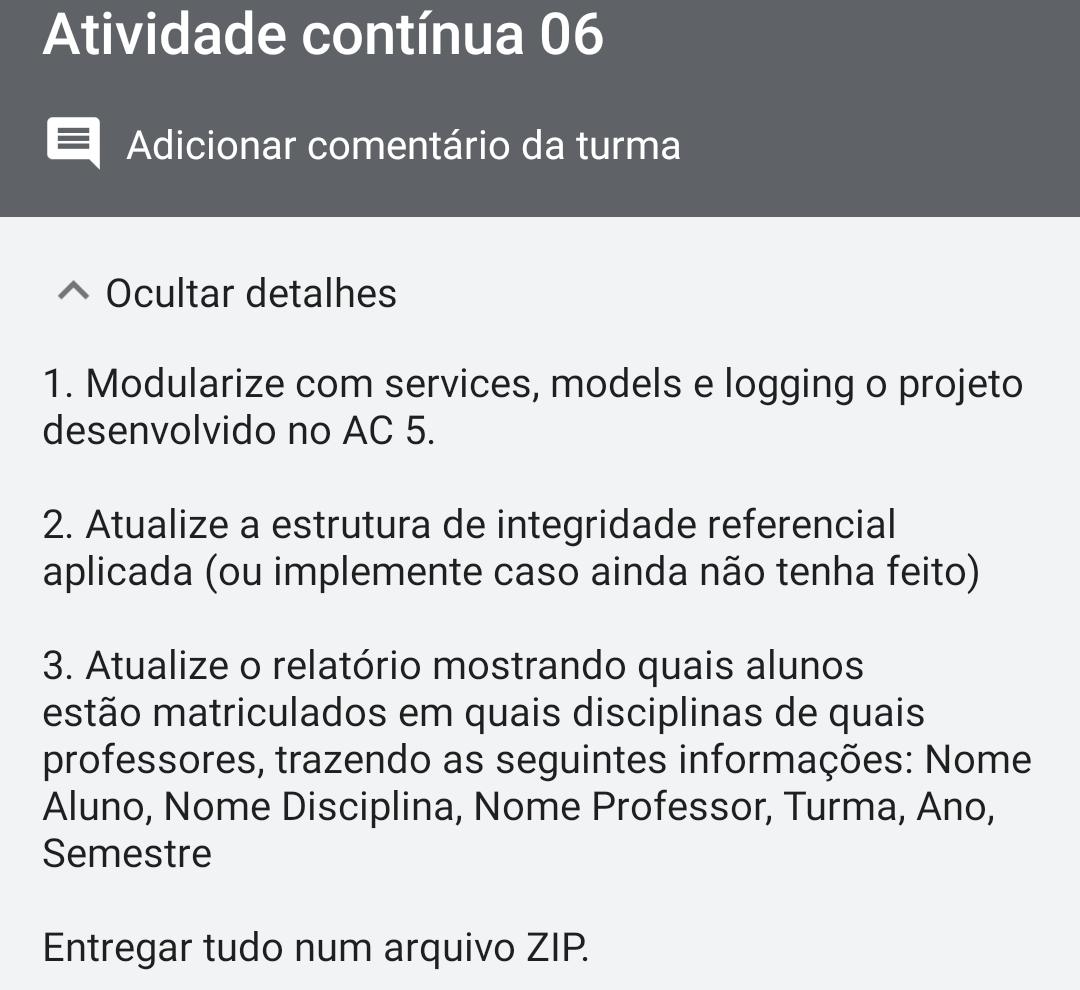 Atividade contínua 06
Adicionar comentário da turma
Ocultar detalhes
1. Modularize com services, models e logging o projeto
desenvolvido no AC 5.
2. Atualize a estrutura de integridade referencial
aplicada (ou implemente caso ainda não tenha feito)
3. Atualize o relatório mostrando quais alunos
estão matriculados em quais disciplinas de quais
professores, trazendo as seguintes informações: Nome
Aluno, Nome Disciplina, Nome Professor, Turma, Ano,
Semestre
Entregar tudo num arquivo ZIP.